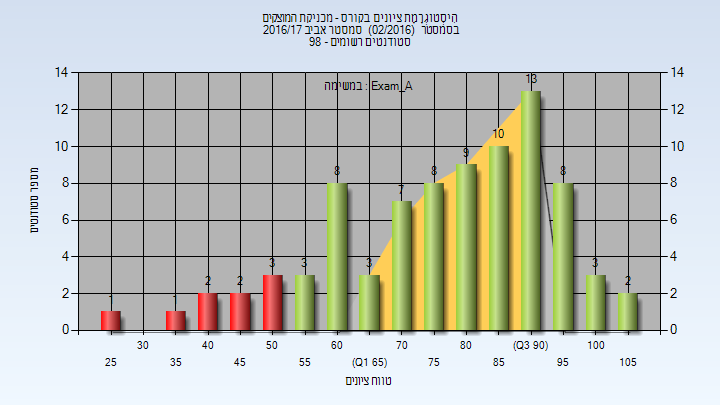 היסטוגרמת ציונים בקורס - מכניקת המוצקים
בסמסטר (02/2016) סמסטר אביב 2016/17
סטודנטים רשומים - 98
במשימה : Exam_A
14 14
12 12
10 10
8 8
6 6
4 4
2 2
0 0
מספר סטודנטים
1 1 2 2 3 3 8 3 7 8 9 10 13 8 3 2
30 40 50 60 70 80 (Q3 90) 100
25 35 45 55 (Q1 65) 75 85 95 105
טווח ציונים